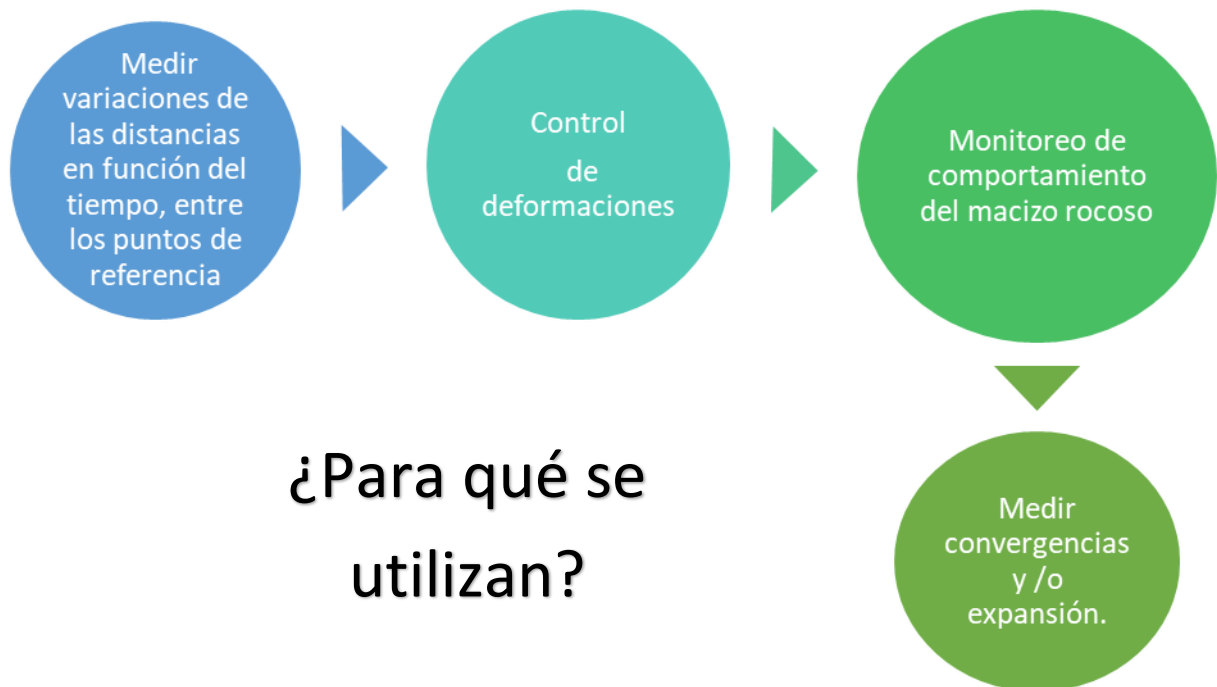 Medir
variaciones de
las distancias
en función del
tiempo, entre
los puntos de
referencia
Control
de
deformaciones
Monitoreo de
comportamiento
del macizo rocoso
¿Para qué se
utilizan?
Medir
convergencias
y /o
expansión.